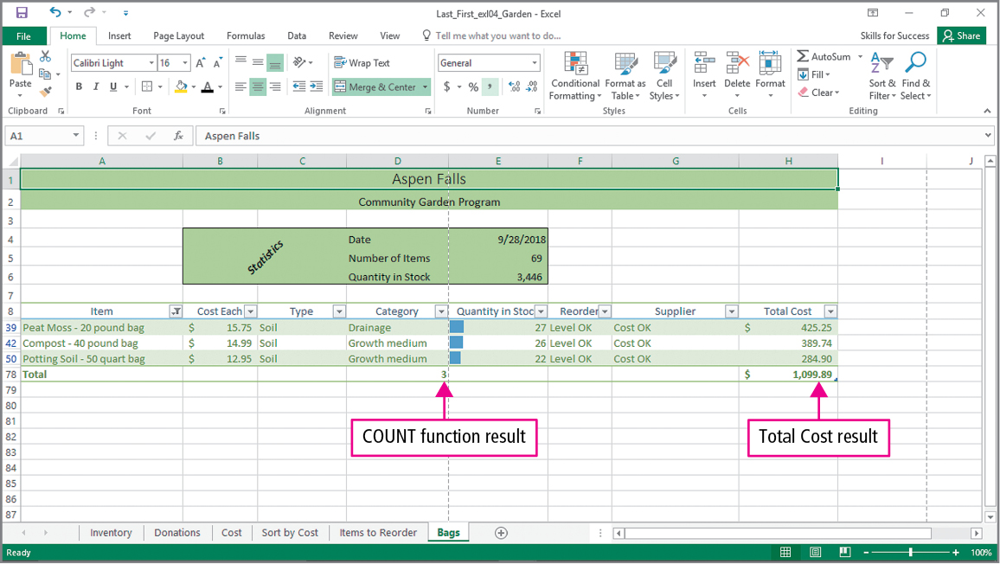 Last_First_exl04_Garden - Excel
File Home Insert Page Layout Formulas Data Review View Tell me what you want to do... Skills for Success Share
Paste
Clipboard
Calibri Light 16 A A
B I U A
Font
Wrap Text
Merge & Center
Alignment
General
$ % , .00 .0
Number
Conditional Formatting
Format as Table
Cell Styles
Styles
Insert Delete Format
Cells
AutoSum
Fill
Clear
Sort & Filter
Find & Select
Editing
A1 fx Aspen Falls
A B C D E F G H I J
1 Aspen Falls
2 Community Garden Program
3
4 Date 9/28/2018
Statistics
5 Number of Items 69
6 Quantity in Stock 3,446
7
8 Item Cost Each Type Category Quantity in Stoc Reorder Supplier Total Cost
39 Peat Moss - 20 pound bag $ 15.75 Soil Drainage 27 Level OK Cost OK $ 425.25
42 Compost - 40 pound bag $ 14.99 Soil Growth medium 26 Level OK Cost OK 389.74
50 Potting Soil - 50 quart bag $ 12.95 Soil Growth medium 22 Level OK Cost OK 284.90
78 Total 3 $ 1,099.89
79
80
81
82
83
84
85
86
87
COUNT function result
Total Cost result
Inventory Donations Cost Sort by Cost Items to Reorder Bags
Ready 100%